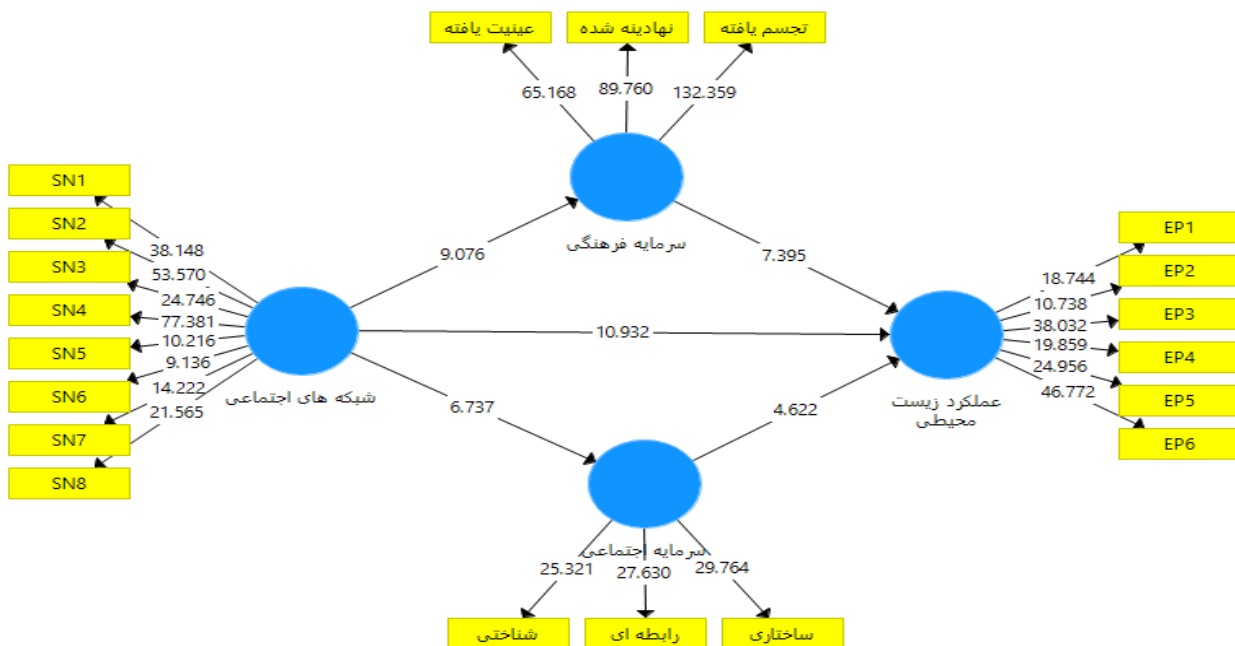 عینیت یافته
نهادینه شده
تجسم یافته
65.168
89.760
132.359
سرمایه فرهنگی
SN1
SN2
SN3
SN4
SN5
SN6
SN7
SN8
38.148
53.570
24.746
77.381
10.216
9.136
14.222
21.565
شبکه های اجتماعی
9.076
7.395
10.932
6.737
4.622
عملکرد زیست
محیطی
18.744
10.738
38.032
19.859
24.956
46.772
EP1
EP2
EP3
EP4
EP5
EP6
سرمایه اجتماعی
25.321
27.630
29.764
شناختی
رابطه ای
ساختاری